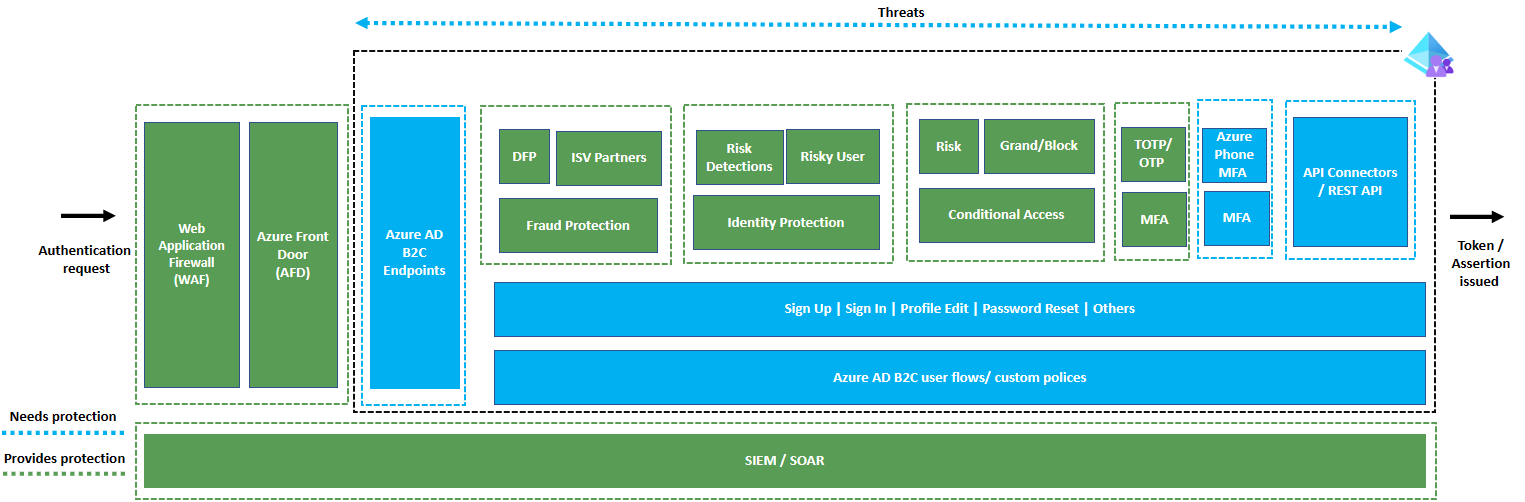 Threats
Authentication
request
Web
Application
Firewall
(WAF)
Azure Front
Door
(AFD)
Azure AD
B2C
Endpoints
DFP
ISV Partners
Fraud Protection
Risk
Detections
Risky User
Identity Protection
Risk
Grand/Block
Conditional Access
TOTP/
OTP
MFA
Azure
Phone
MFA
MFA
API Connectors
/ REST API
Token /
Assertion
issued
Sign Up | Sign In | Profile Edit | Password Reset | Others
Azure AD B2C user flows/ custom polices
Needs protection
Provides protection
SIEM / SOAR